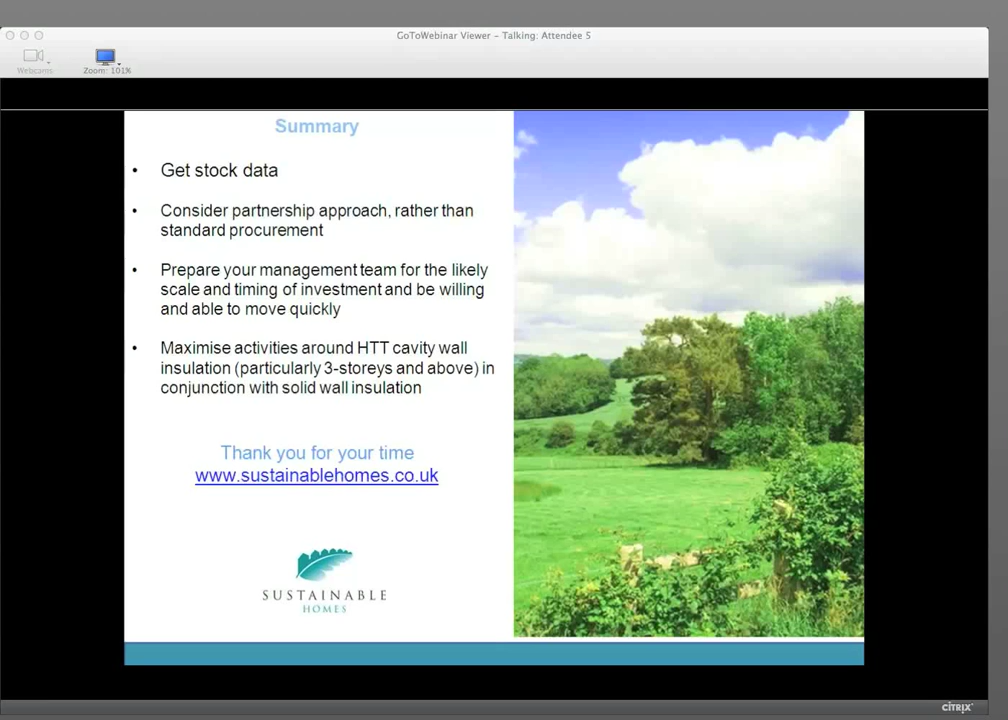 GoToWebinar Viewer – Talking: Attendee 5
Webcams
Zoom: 101%
Summary
• Get stock data
• Consider partnership approach, rather than
standard procurement
• Prepare your management team for the likely
scale and timing of investment and be willing
and able to move quickly
• Maximise activities around HTT cavity wall
insulation (particularly 3-storeys and above) in
conjunction with solid wall insulation
Thank you for your time
www.sustainablehomes.co.uk
SUSTAINABLE
HOMES
CITRIX